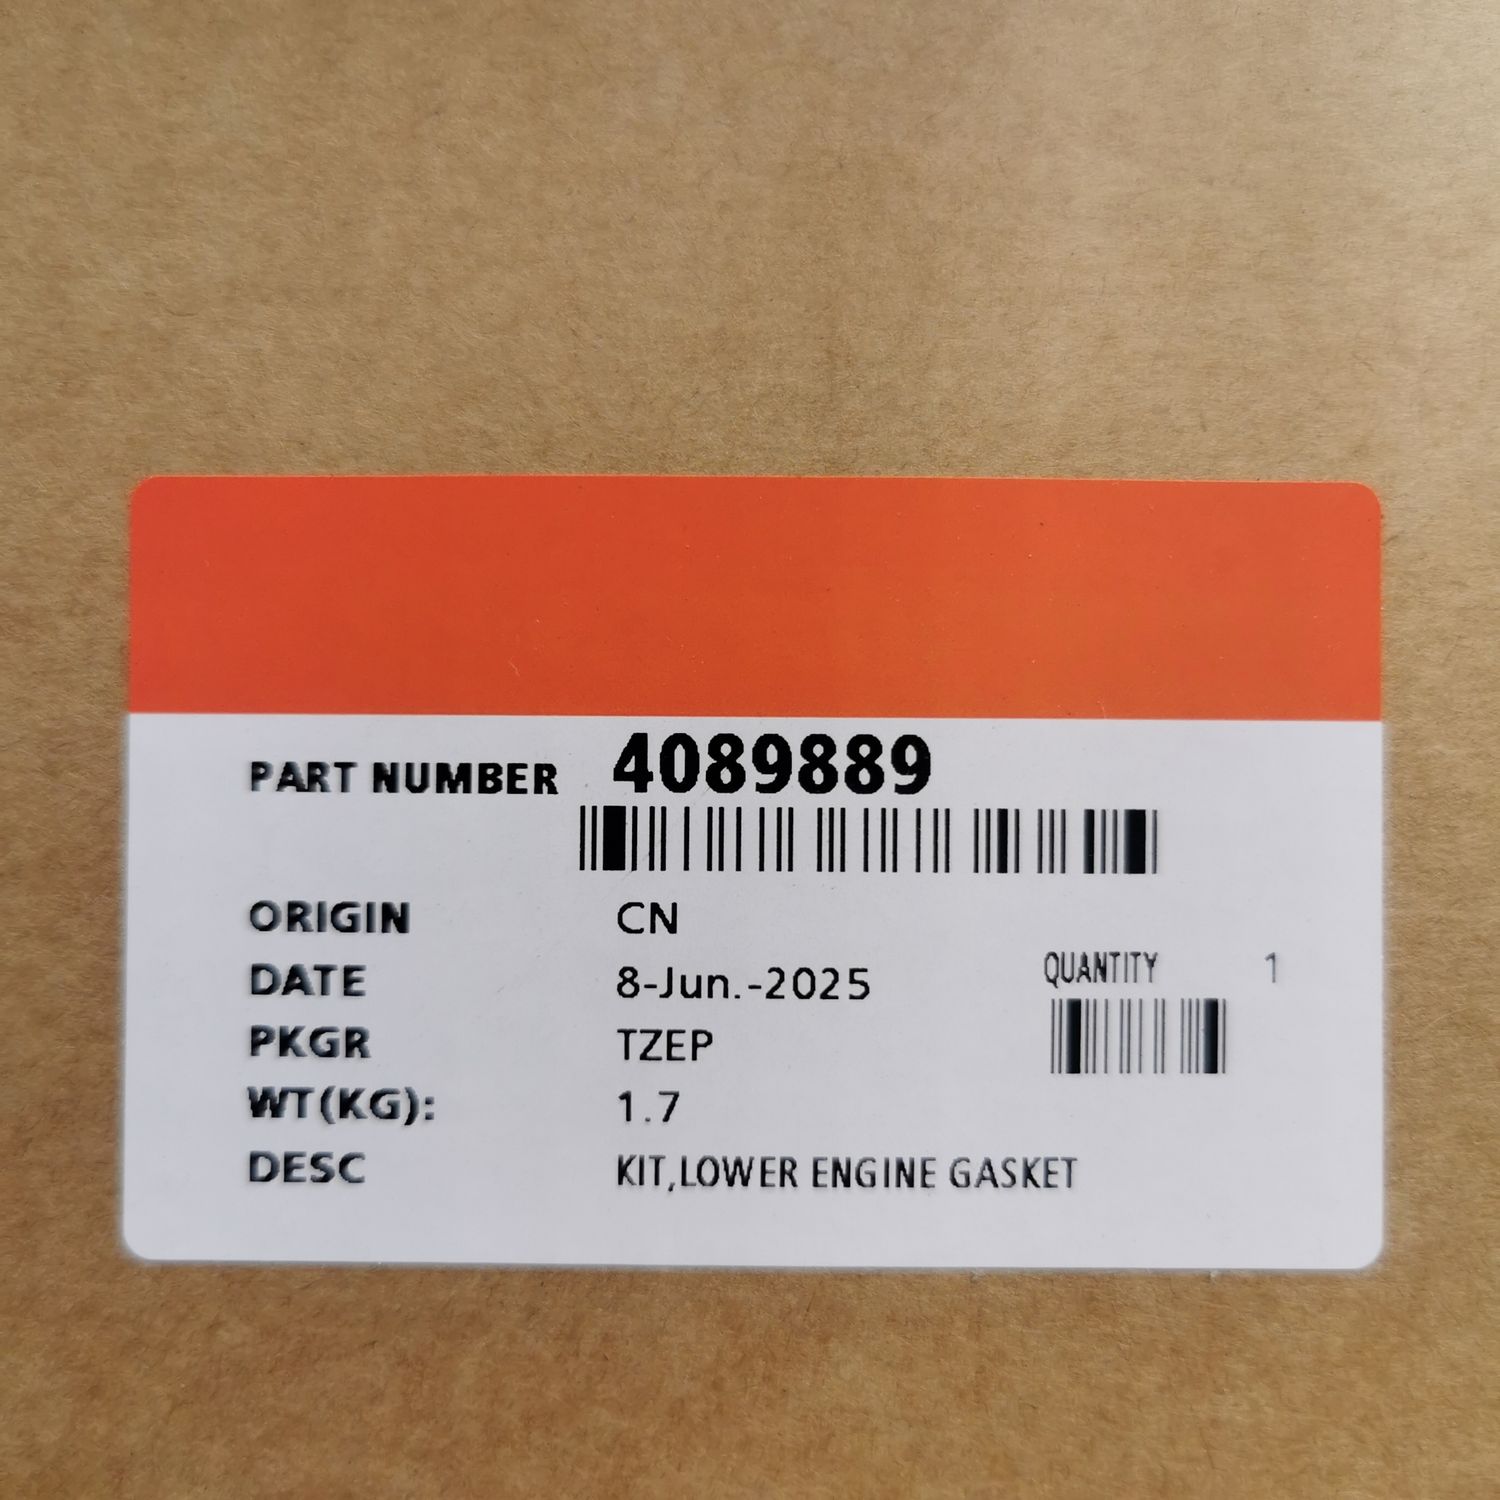 PART NUMBER 4089889
ORIGIN CN
DATE 8-Jun.-2025
QUANTITY 1
PKGR TZEP
WT(KG): 1.7
DESC KIT,LOWER ENGINE GASKET